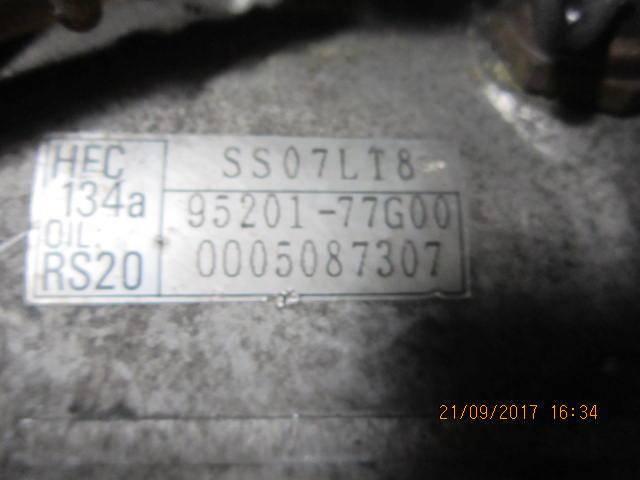 HFC
134a
OIL:
RS20
SS07LT8
95201-77G00
0005087307
21/09/2017 16:34